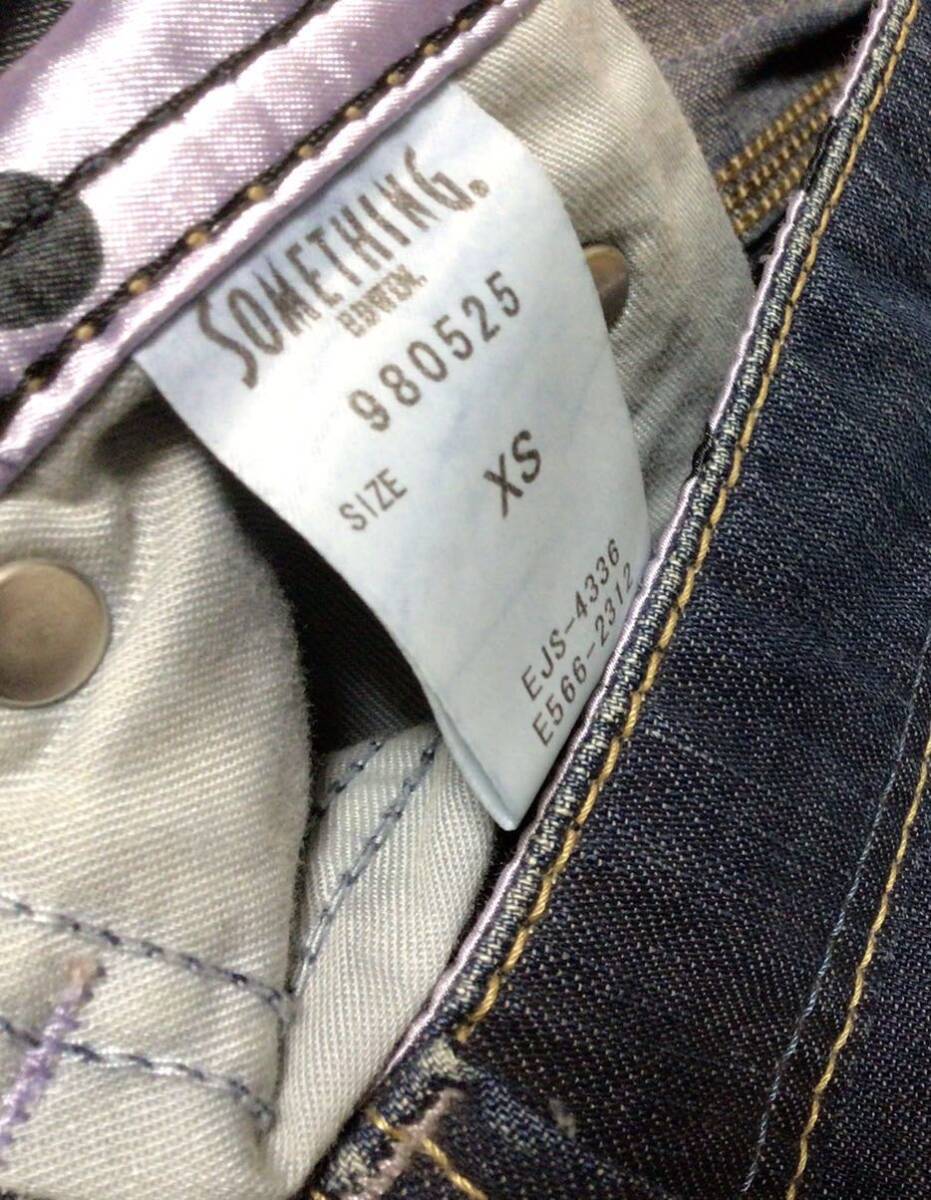 SOMETHING.
EDWIN.
980525
SIZE XS
EJS-4336
E566-2312